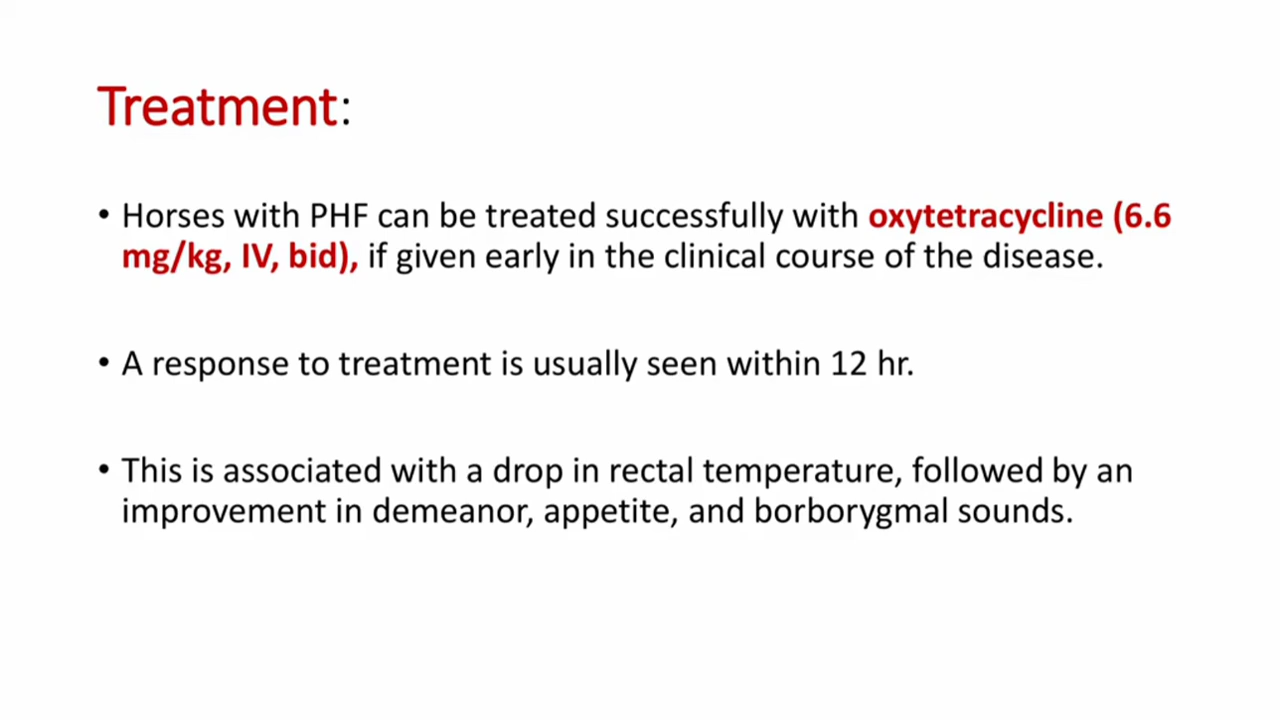 Treatment:
• Horses with PHF can be treated successfully with oxytetracycline (6.6
mg/kg, IV, bid), if given early in the clinical course of the disease.
• A response to treatment is usually seen within 12 hr.
• This is associated with a drop in rectal temperature, followed by an
improvement in demeanor, appetite, and borborygmal sounds.